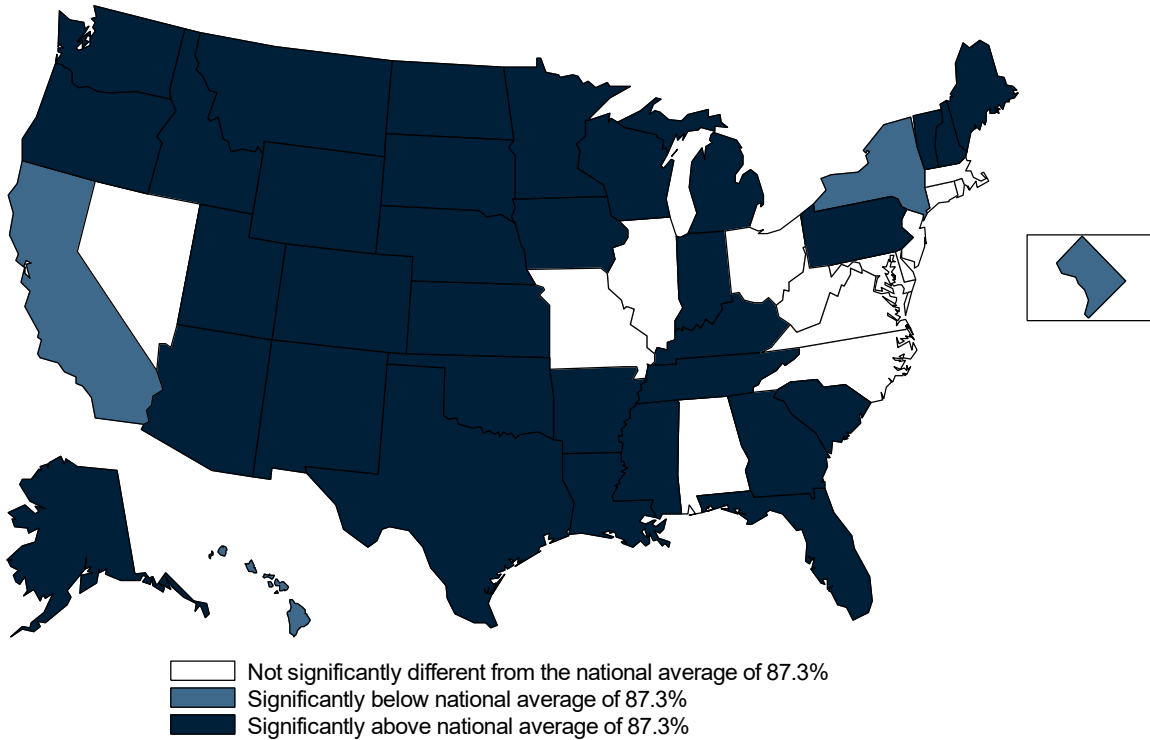 Not significantly different from the national average of 87.3%
Significantly below national average of 87.3%
Significantly above national average of 87.3%